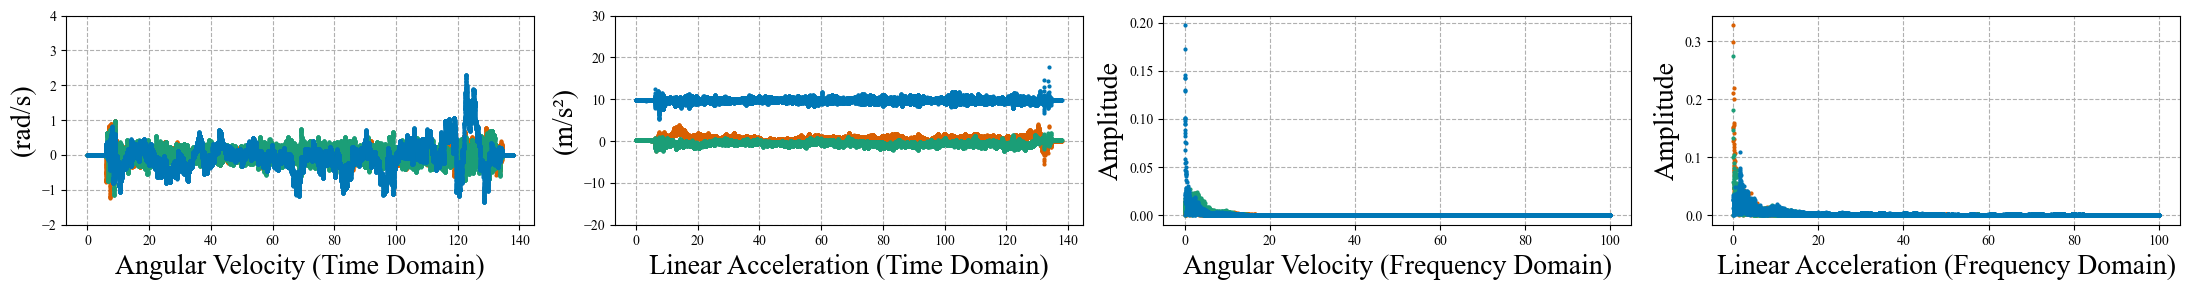 4
3
2
1
0
−1
−2
(rad/s)
0 20 40 60 80 100 120 140
Angular Velocity (Time Domain)
30
20
10
0
−10
−20
(m/s²)
0 20 40 60 80 100 120 140
Linear Acceleration (Time Domain)
0.20
0.15
0.10
0.05
0.00
Amplitude
0 20 40 60 80 100
Angular Velocity (Frequency Domain)
0.3
0.2
0.1
0.0
Amplitude
0 20 40 60 80 100
Linear Acceleration (Frequency Domain)